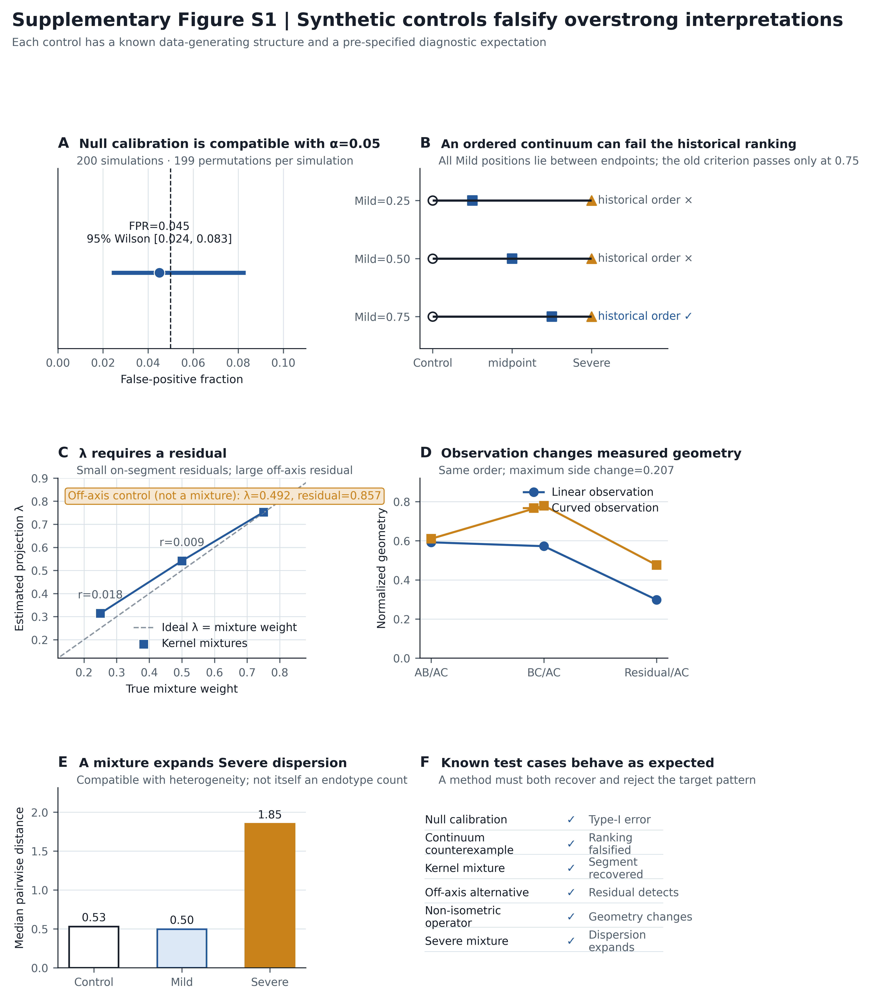 Supplementary Figure S1 | Synthetic controls falsify overstrong interpretations
Each control has a known data-generating structure and a pre-specified diagnostic expectation
A Null calibration is compatible with α=0.05
200 simulations · 199 permutations per simulation
FPR=0.045
95% Wilson [0.024, 0.083]
0.00 0.02 0.04 0.06 0.08 0.10
False-positive fraction
B An ordered continuum can fail the historical ranking
All Mild positions lie between endpoints; the old criterion passes only at 0.75
Mild=0.25 historical order ×
Mild=0.50 historical order ×
Mild=0.75 historical order ✓
Control midpoint Severe
C λ requires a residual
Small on-segment residuals; large off-axis residual
Estimated projection λ
0.9
0.8
0.7
0.6
0.5
0.4
0.3
0.2
Off-axis control (not a mixture): λ=0.492, residual=0.857
r=0.009
r=0.018
Ideal λ = mixture weight
Kernel mixtures
0.2 0.3 0.4 0.5 0.6 0.7 0.8
True mixture weight
D Observation changes measured geometry
Same order; maximum side change=0.207
Normalized geometry
0.8
0.6
0.4
0.2
0.0
Linear observation
Curved observation
AB/AC BC/AC Residual/AC
E A mixture expands Severe dispersion
Compatible with heterogeneity; not itself an endotype count
Median pairwise distance
2.0
1.5
1.0
0.5
0.0
0.53
0.50
1.85
Control Mild Severe
F Known test cases behave as expected
A method must both recover and reject the target pattern
Null calibration ✓ Type-I error
Continuum
counterexample
✓
Ranking
falsified
Kernel mixture ✓
Segment
recovered
Off-axis alternative ✓ Residual detects
Non-isometric
operator
✓ Geometry changes
Severe mixture ✓
Dispersion
expands